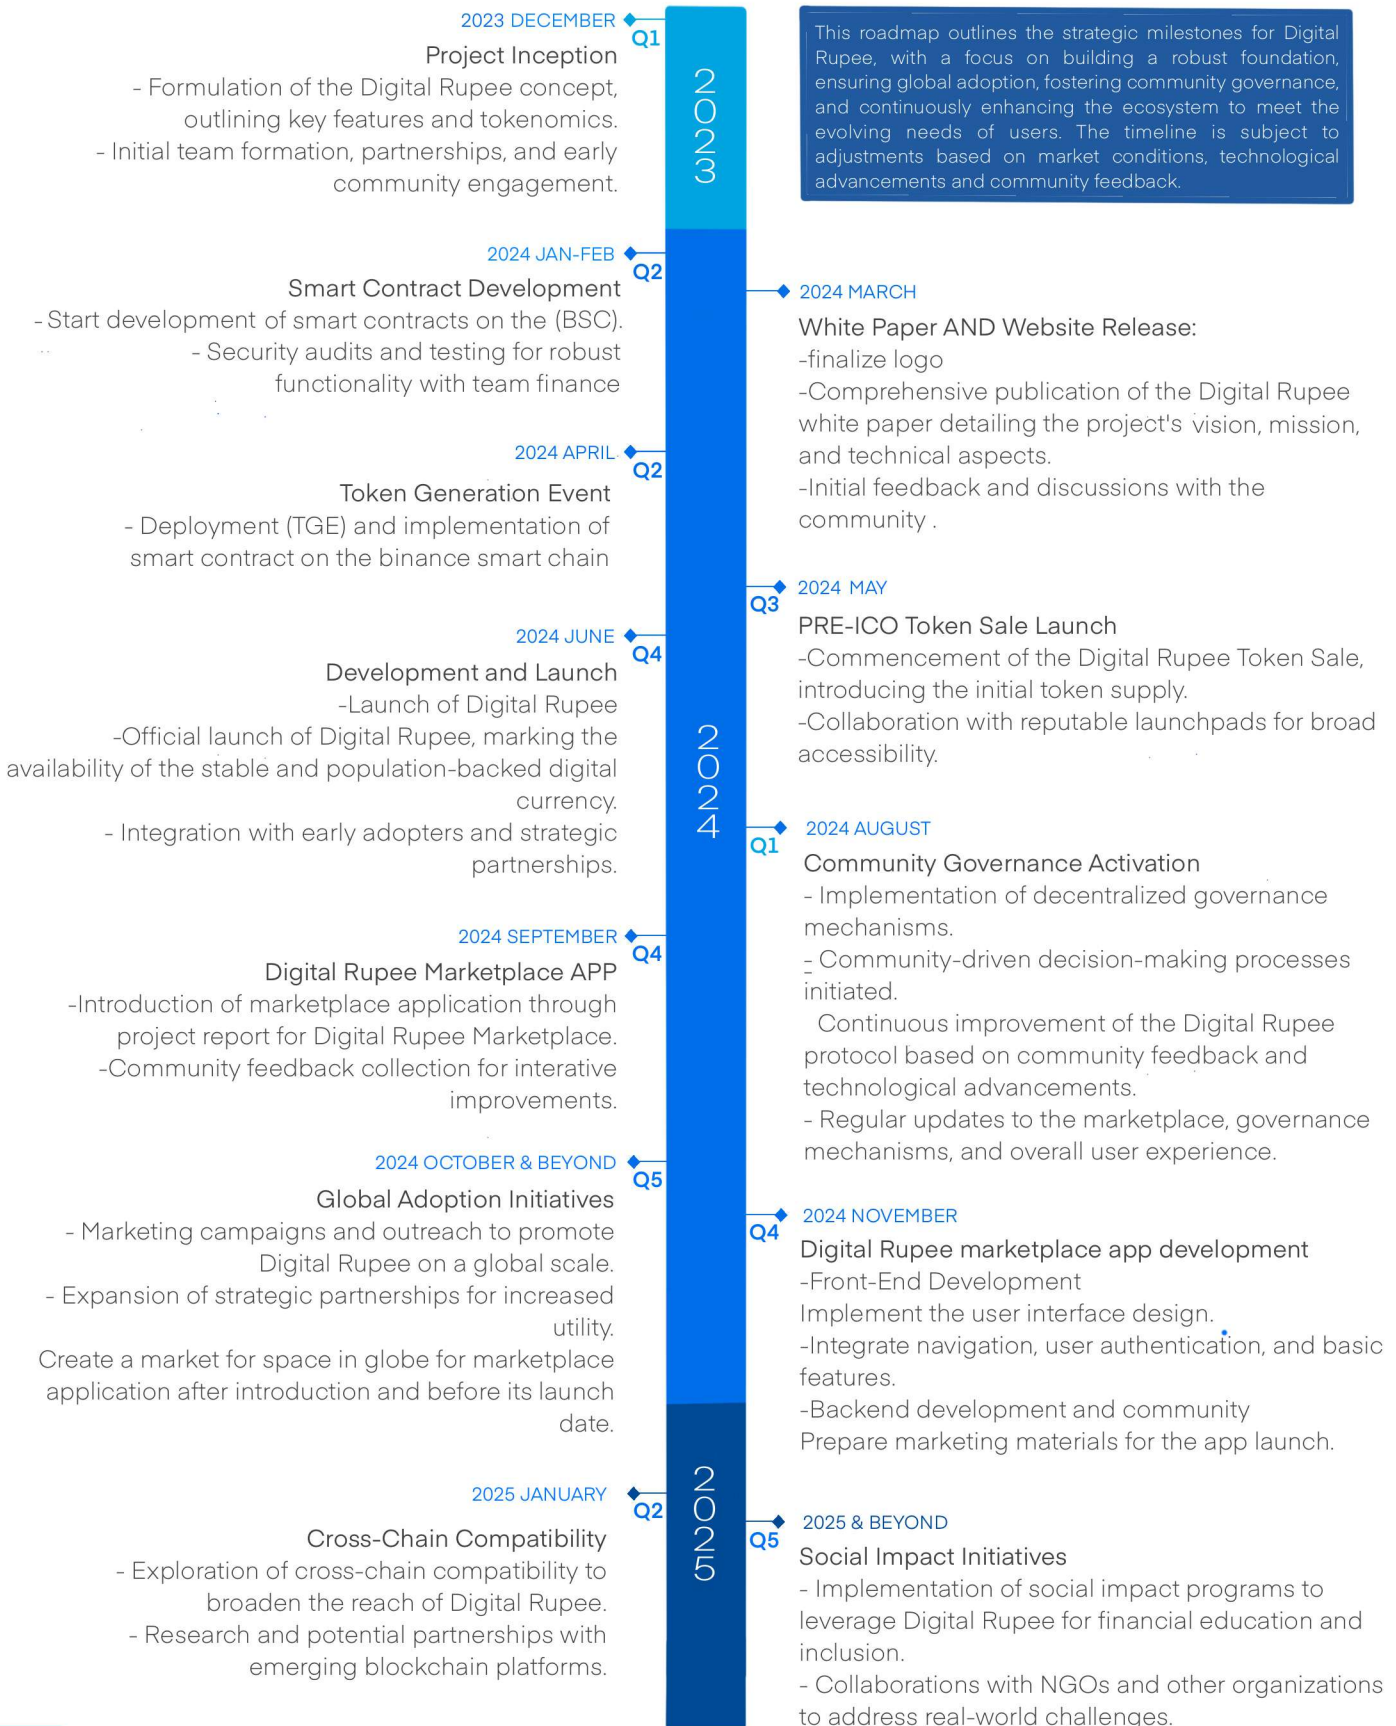 2023 DECEMBER
Q1
Project Inception
- Formulation of the Digital Rupee concept,
outlining key features and tokenomics.
- Initial team formation, partnerships, and early
community engagement.
2023
This roadmap outlines the strategic milestones for Digital
Rupee, with a focus on building a robust foundation,
ensuring global adoption, fostering community governance,
and continuously enhancing the ecosystem to meet the
evolving needs of users. The timeline is subject to
adjustments based on market conditions, technological
advancements and community feedback.
2024 JAN-FEB
Q2
Smart Contract Development
- Start development of smart contracts on the (BSC).
- Security audits and testing for robust
functionality with team finance
2024 MARCH
White Paper AND Website Release:
-finalize logo
-Comprehensive publication of the Digital Rupee
white paper detailing the project's vision, mission,
and technical aspects.
-Initial feedback and discussions with the
community .
2024 APRIL
Q2
Token Generation Event
- Deployment (TGE) and implementation of
smart contract on the binance smart chain
2024 MAY
Q3
PRE-ICO Token Sale Launch
-Commencement of the Digital Rupee Token Sale,
introducing the initial token supply.
-Collaboration with reputable launchpads for broad
accessibility.
2024 JUNE
Q4
Development and Launch
-Launch of Digital Rupee
-Official launch of Digital Rupee, marking the
availability of the stable and population-backed digital
currency.
- Integration with early adopters and strategic
partnerships.
2024
2024 AUGUST
Q1
Community Governance Activation
- Implementation of decentralized governance
mechanisms.
- Community-driven decision-making processes
initiated.
Continuous improvement of the Digital Rupee
protocol based on community feedback and
technological advancements.
- Regular updates to the marketplace, governance
mechanisms, and overall user experience.
2024 SEPTEMBER
Q4
Digital Rupee Marketplace APP
-Introduction of marketplace application through
project report for Digital Rupee Marketplace.
-Community feedback collection for interative
improvements.
2024 OCTOBER & BEYOND
Q5
Global Adoption Initiatives
- Marketing campaigns and outreach to promote
Digital Rupee on a global scale.
- Expansion of strategic partnerships for increased
utility.
Create a market for space in globe for marketplace
application after introduction and before its launch
date.
2024 NOVEMBER
Q4
Digital Rupee marketplace app development
-Front-End Development
Implement the user interface design.
-Integrate navigation, user authentication, and basic
features.
-Backend development and community
Prepare marketing materials for the app launch.
2025 JANUARY
Q2
Cross-Chain Compatibility
- Exploration of cross-chain compatibility to
broaden the reach of Digital Rupee.
- Research and potential partnerships with
emerging blockchain platforms.
2025
2025 & BEYOND
Q5
Social Impact Initiatives
- Implementation of social impact programs to
leverage Digital Rupee for financial education and
inclusion.
- Collaborations with NGOs and other organizations
to address real-world challenges.